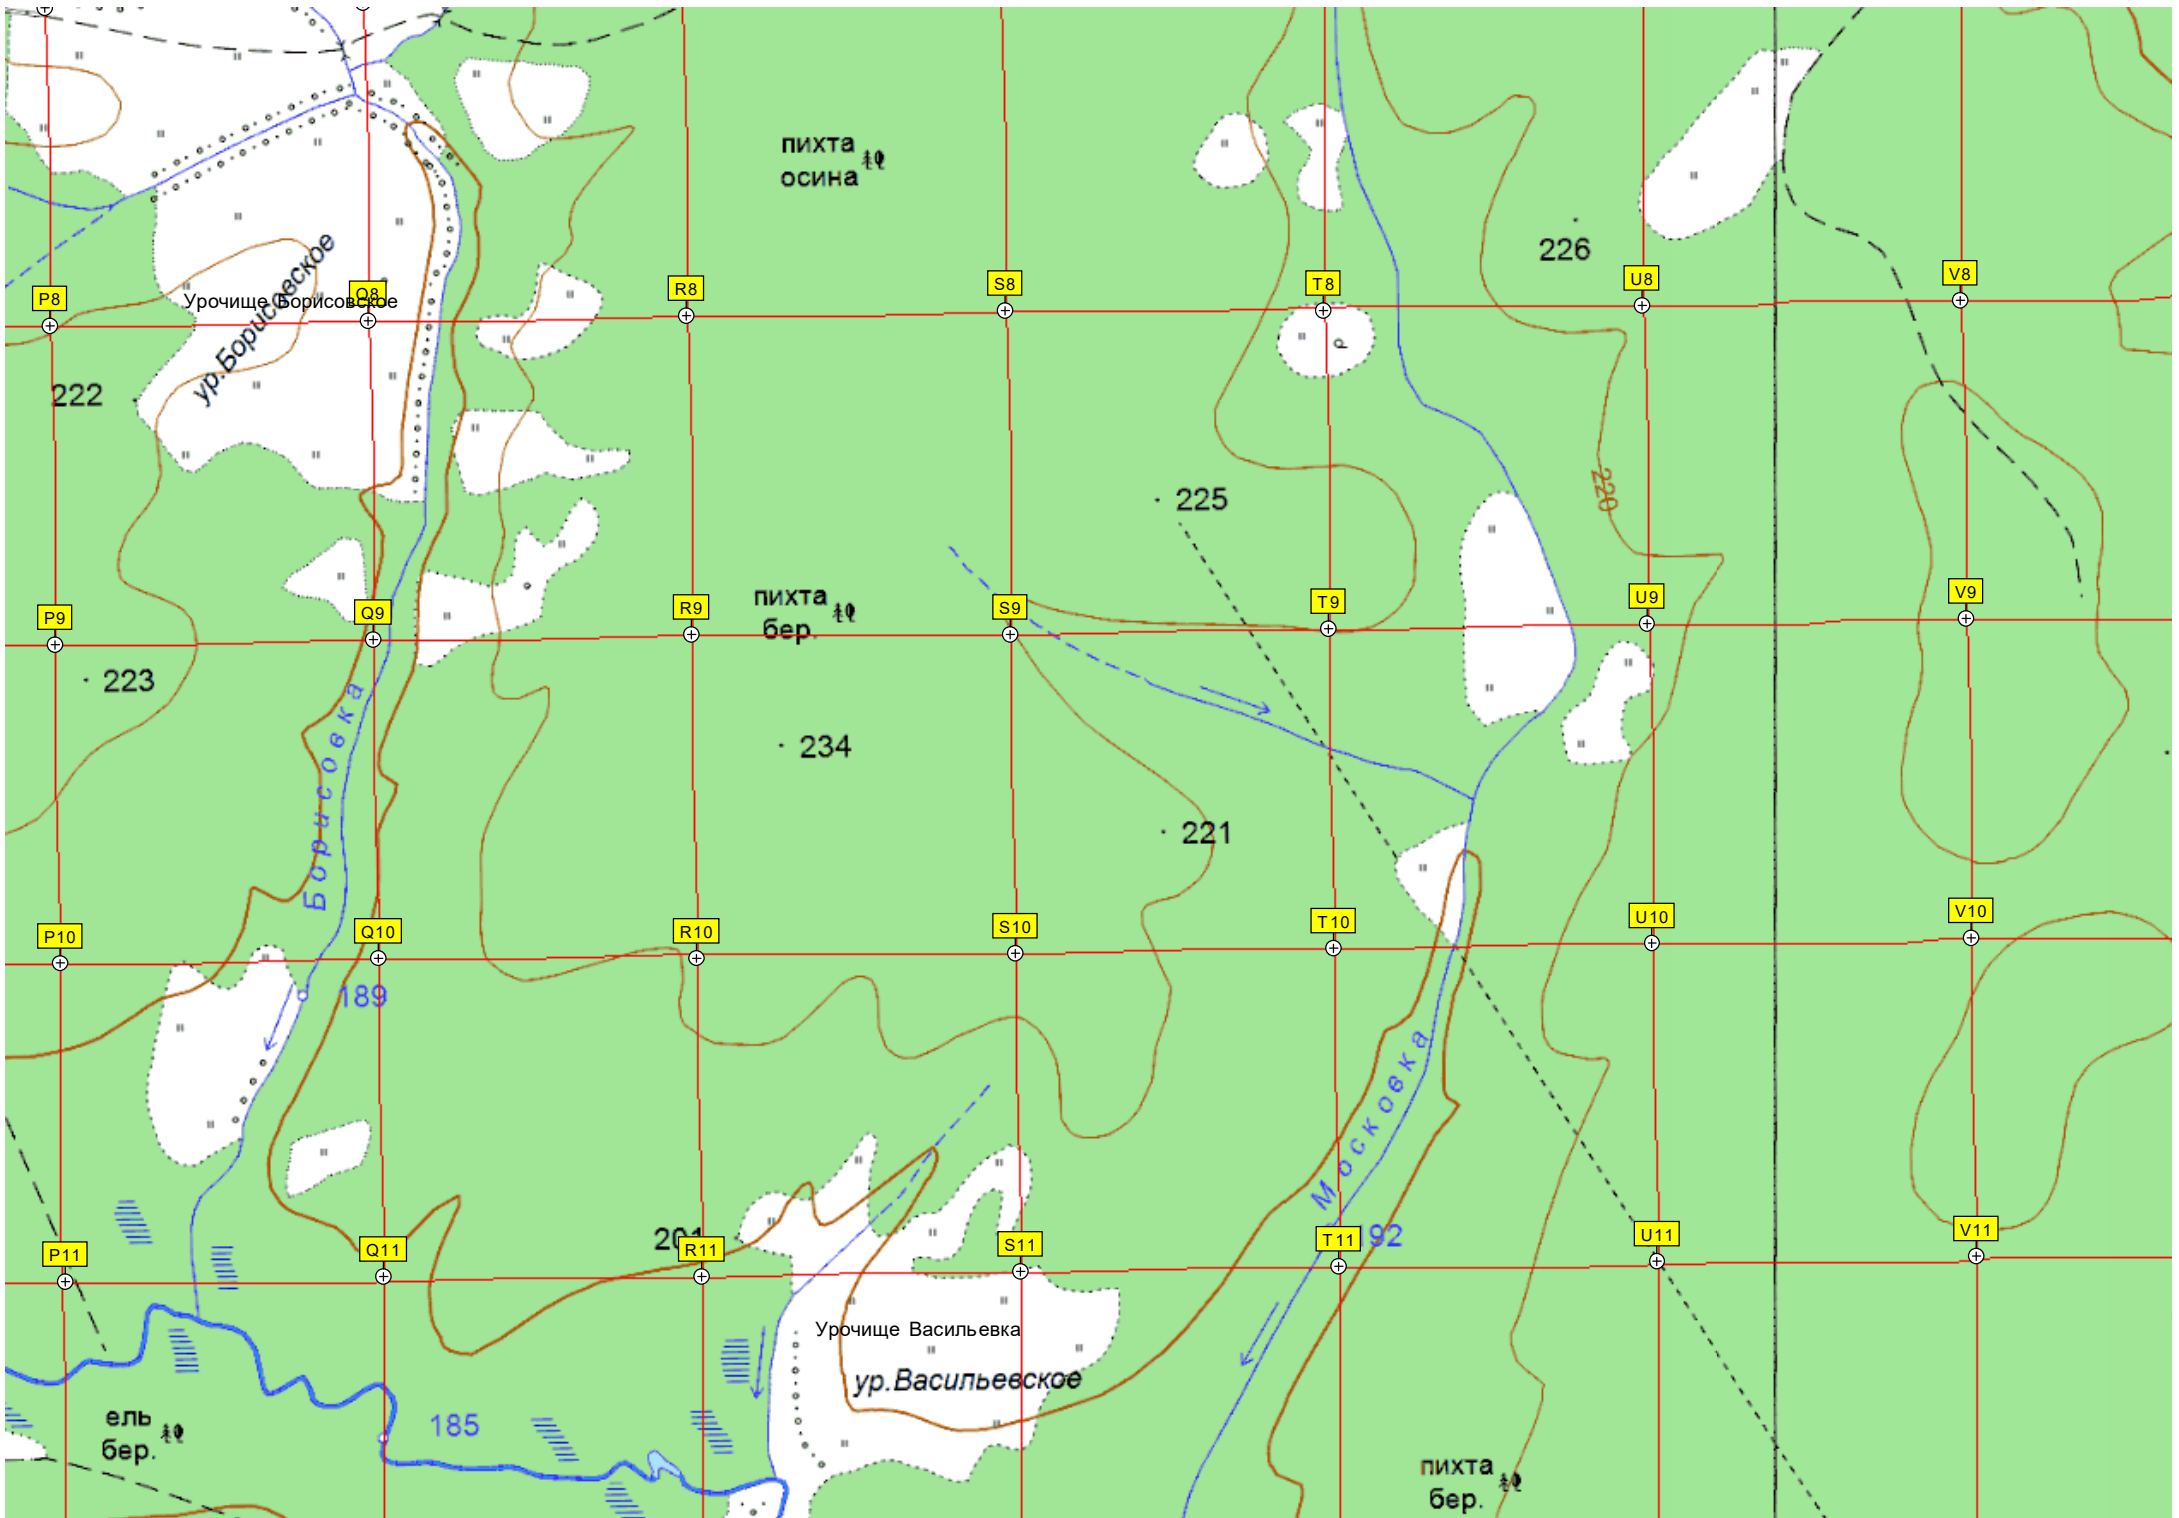 пихта
осина
226
P8
Урочище Борисовское
Q8
R8
S8
T8
U8
V8
ур.Борисовское
р
222
225
220
P9
Q9
R9
пихта
бер.
S9
T9
U9
V9
223
Борисовка
234
221
P10
Q10
R10
S10
T10
U10
V10
189
Московка
P11
Q11
201
R11
S11
T11
192
U11
V11
Урочище Васильевка
ур.Васильевское
ель
бер.
185
пихта
бер.